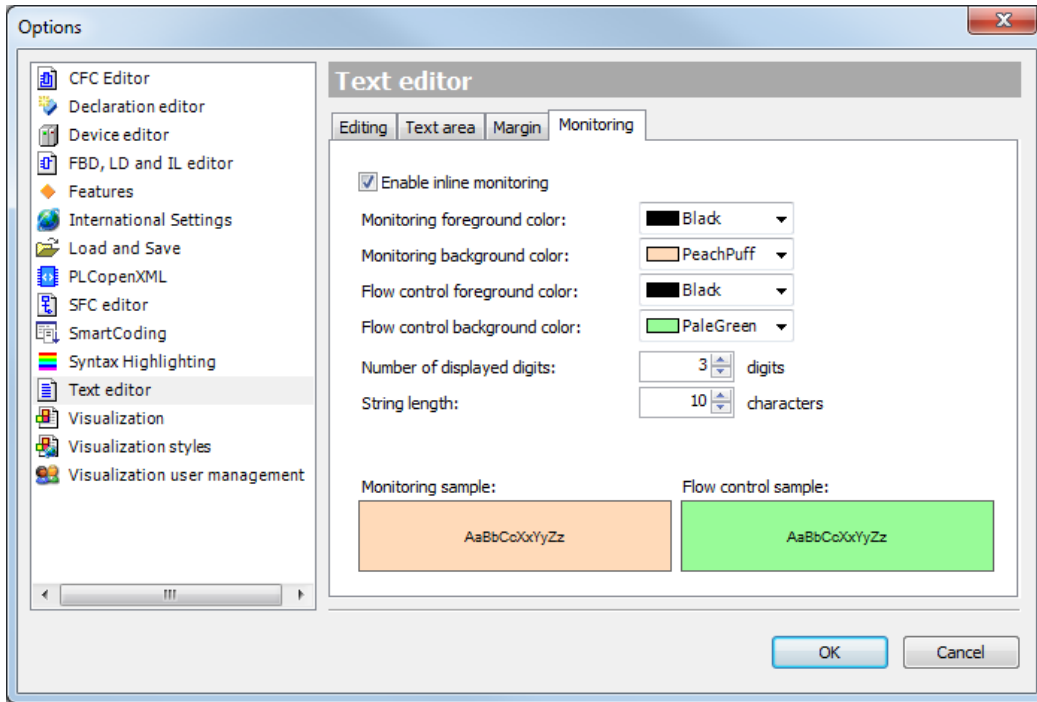 Options
CFC Editor
Declaration editor
Device editor
FBD, LD and IL editor
Features
International Settings
Load and Save
PLCopenXML
SFC editor
SmartCoding
Syntax Highlighting
Text editor
Visualization
Visualization styles
Visualization user management
Text editor
Editing Text area Margin Monitoring
Enable inline monitoring
Monitoring foreground color: Black
Monitoring background color: PeachPuff
Flow control foreground color: Black
Flow control background color: PaleGreen
Number of displayed digits: 3 digits
String length: 10 characters
Monitoring sample: Flow control sample:
AaBbCcXxYyZz AaBbCcXxYyZz
OK Cancel